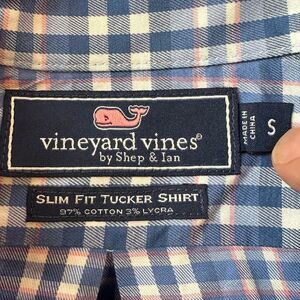 vineyard vines®
by Shep & Ian
MADE IN
CHINA
S
SLIM FIT TUCKER SHIRT
97% COTTON 3% LYCRA